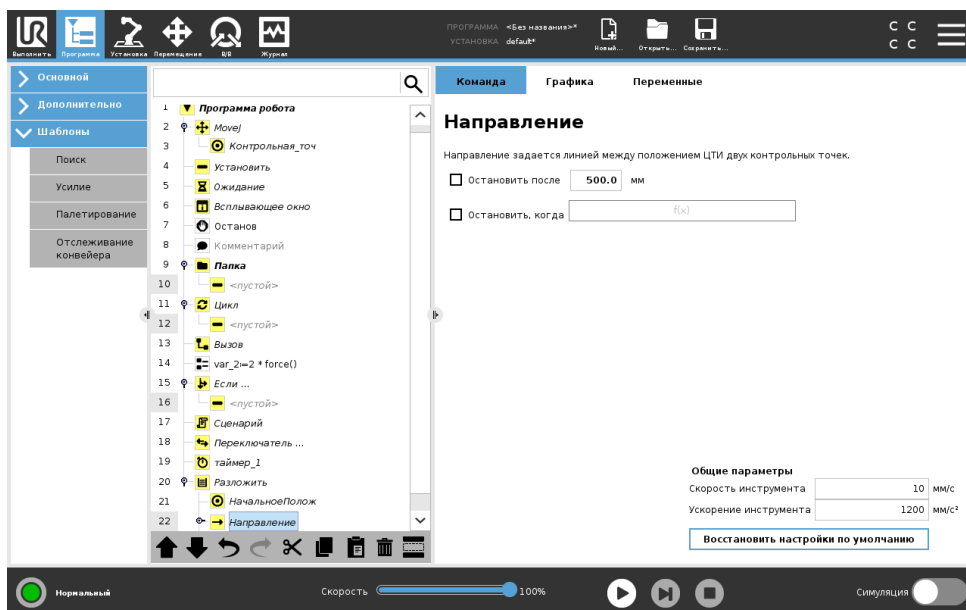 UR
Выполнить
Программа
Установка
Перемещение
В/В
Журнал
ПРОГРАММА <Без названия>*
УСТАНОВКА default*
Новый...
Открыть...
Сохранить...
C C
C C
Основной
Дополнительно
Шаблоны
Поиск
Усилие
Палетирование
Отслеживание
конвейера
1 Программа робота
2 MoveJ
3 Контрольная_точ
4 Установить
5 Ожидание
6 Всплывающее окно
7 Останов
8 Комментарий
9 Папка
10 <пустой>
11 Цикл
12 <пустой>
13 Вызов
14 var_2≔2 * force()
15 Если ...
16 <пустой>
17 Сценарий
18 Переключатель ...
19 таймер_1
20 Разложить
21 НачальноеПолож
22 Направление
Команда
Графика
Переменные
Направление
Направление задается линией между положением ЦТИ двух контрольных точек.
Остановить после 500.0 мм
Остановить, когда f(x)
Общие параметры
Скорость инструмента 10 мм/с
Ускорение инструмента 1200 мм/с²
Восстановить настройки по умолчанию
Нормальный
Скорость 100%
Симуляция